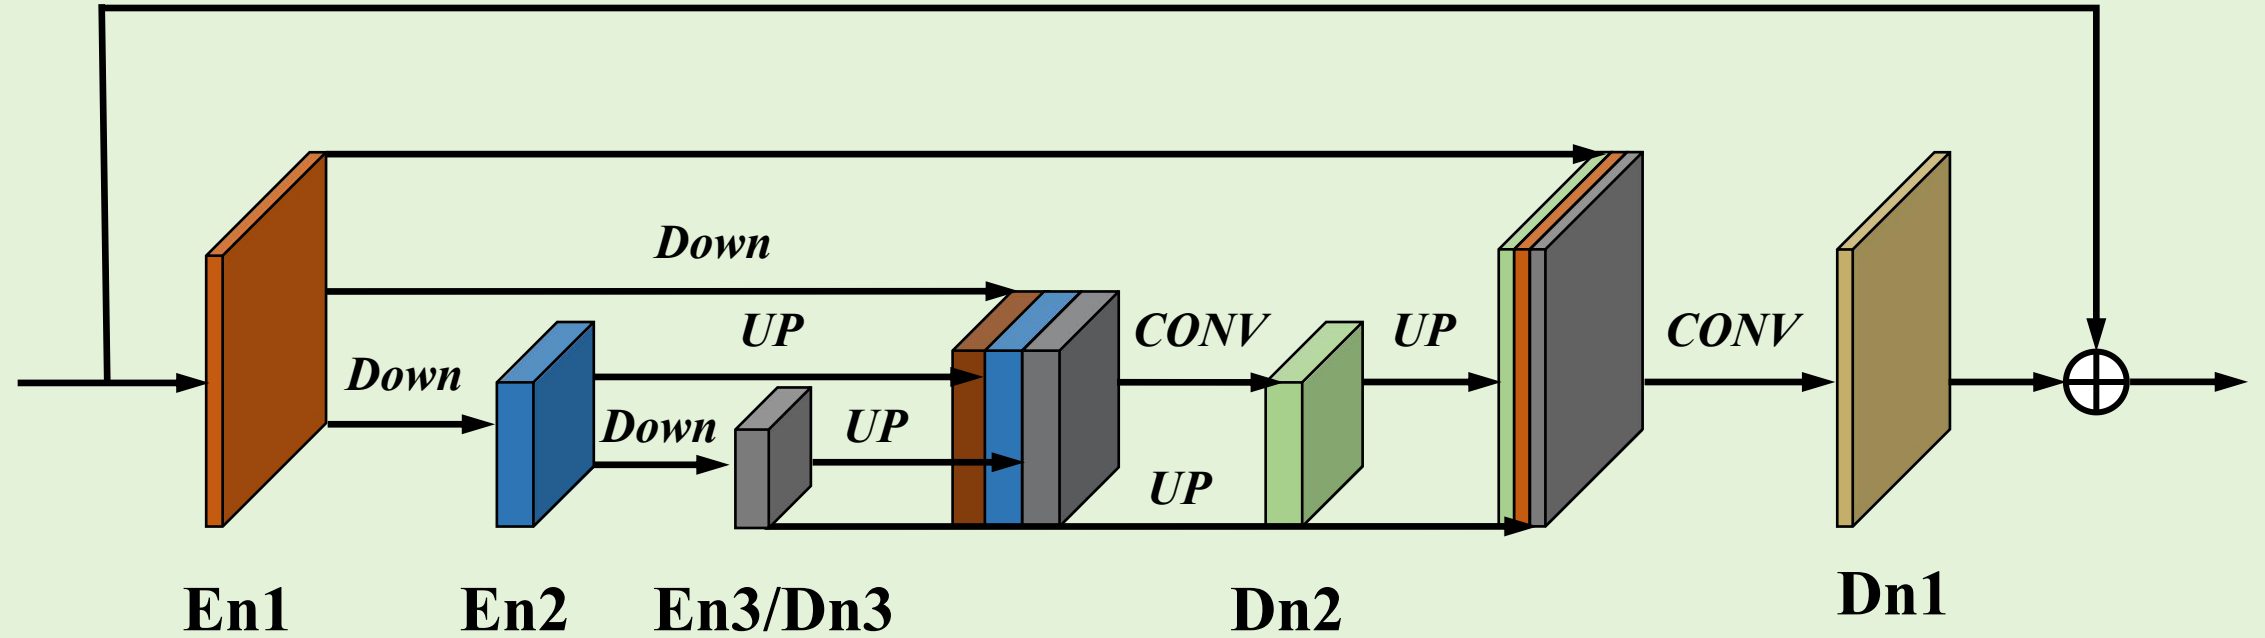 Down
UP
CONV
UP
CONV
Down
Down
UP
UP
En1
En2
En3/Dn3
Dn2
Dn1